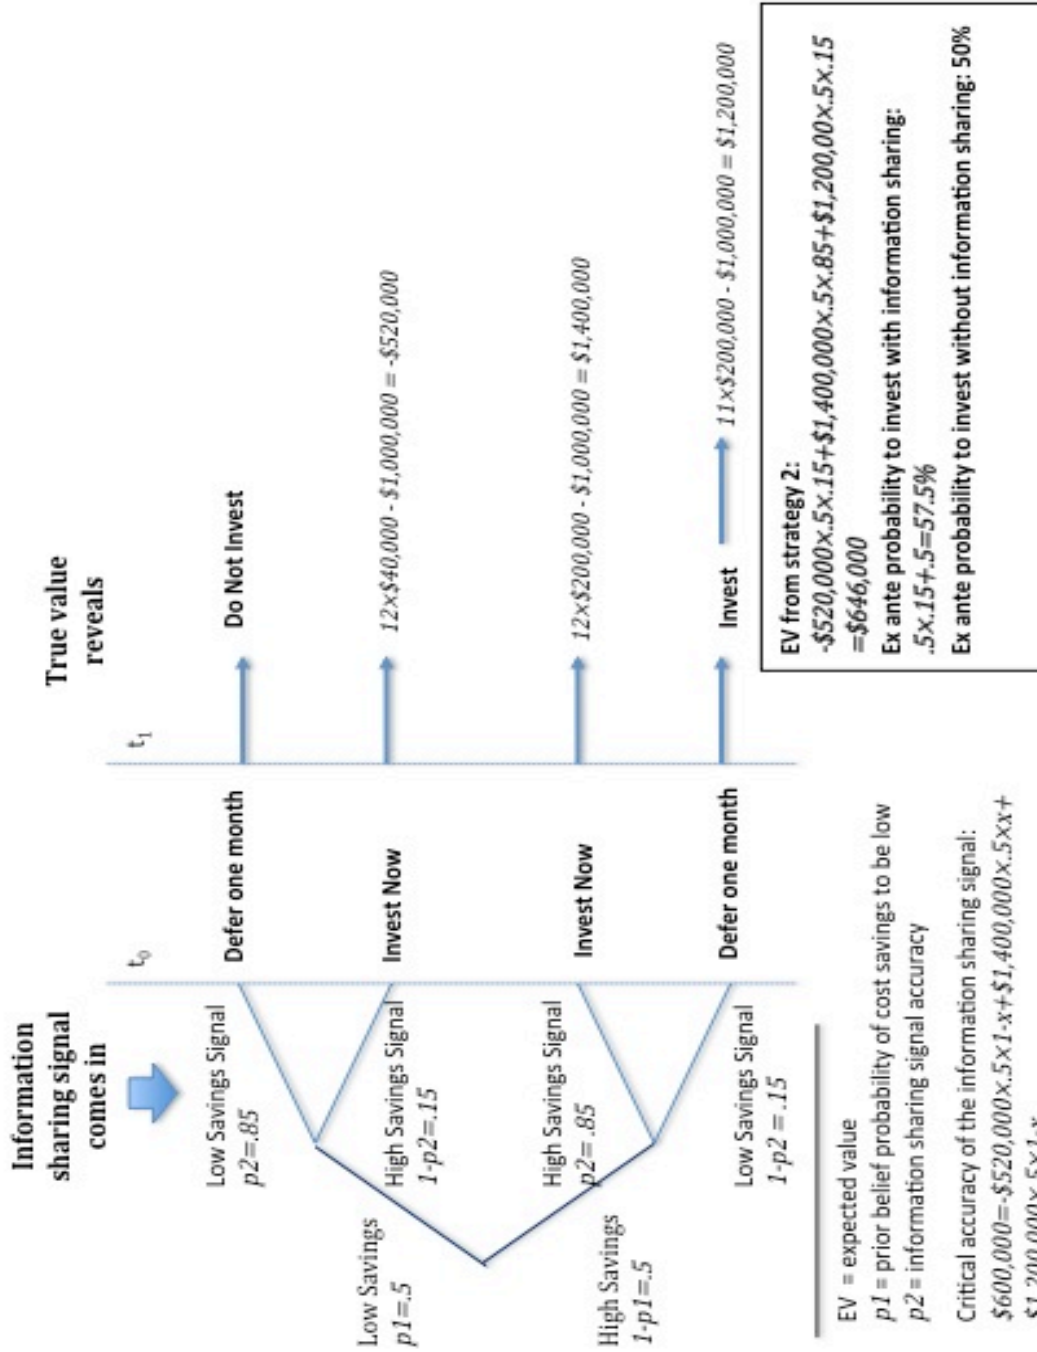 Information
sharing signal
comes in
True value
reveals
t0
t1
Low Savings
p1=.5
High Savings
1-p1=.5
Low Savings Signal
p2=.85
High Savings Signal
1-p2=.15
High Savings Signal
p2= .85
Low Savings Signal
1-p2 = .15
Defer one month
Invest Now
Invest Now
Defer one month
Do Not Invest
12×$40,000 - $1,000,000 = -$520,000
12×$200,000 - $1,000,000 = $1,400,000
Invest
11×$200,000 - $1,000,000 = $1,200,000
EV = expected value
p1 = prior belief probability of cost savings to be low
p2 = information sharing signal accuracy
Critical accuracy of the information sharing signal:
$600,000=-$520,000×.5×1-x+$1,400,000×.5×x+
$1,200,000×.5×1-x
EV from strategy 2:
-$520,000×.5×.15+$1,400,000×.5×.85+$1,200,00×.5×.15
=$646,000
Ex ante probability to invest with information sharing:
.5×.15+.5=57.5%
Ex ante probability to invest without information sharing: 50%